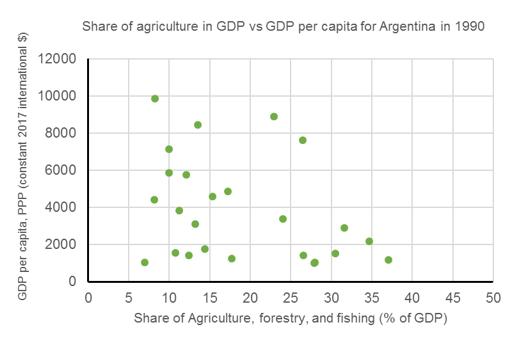 Share of agriculture in GDP vs GDP per capita for Argentina in 1990
GDP per capita, PPP (constant 2017 international $)
12000
10000
8000
6000
4000
2000
0
0 5 10 15 20 25 30 35 40 45 50
Share of Agriculture, forestry, and fishing (% of GDP)